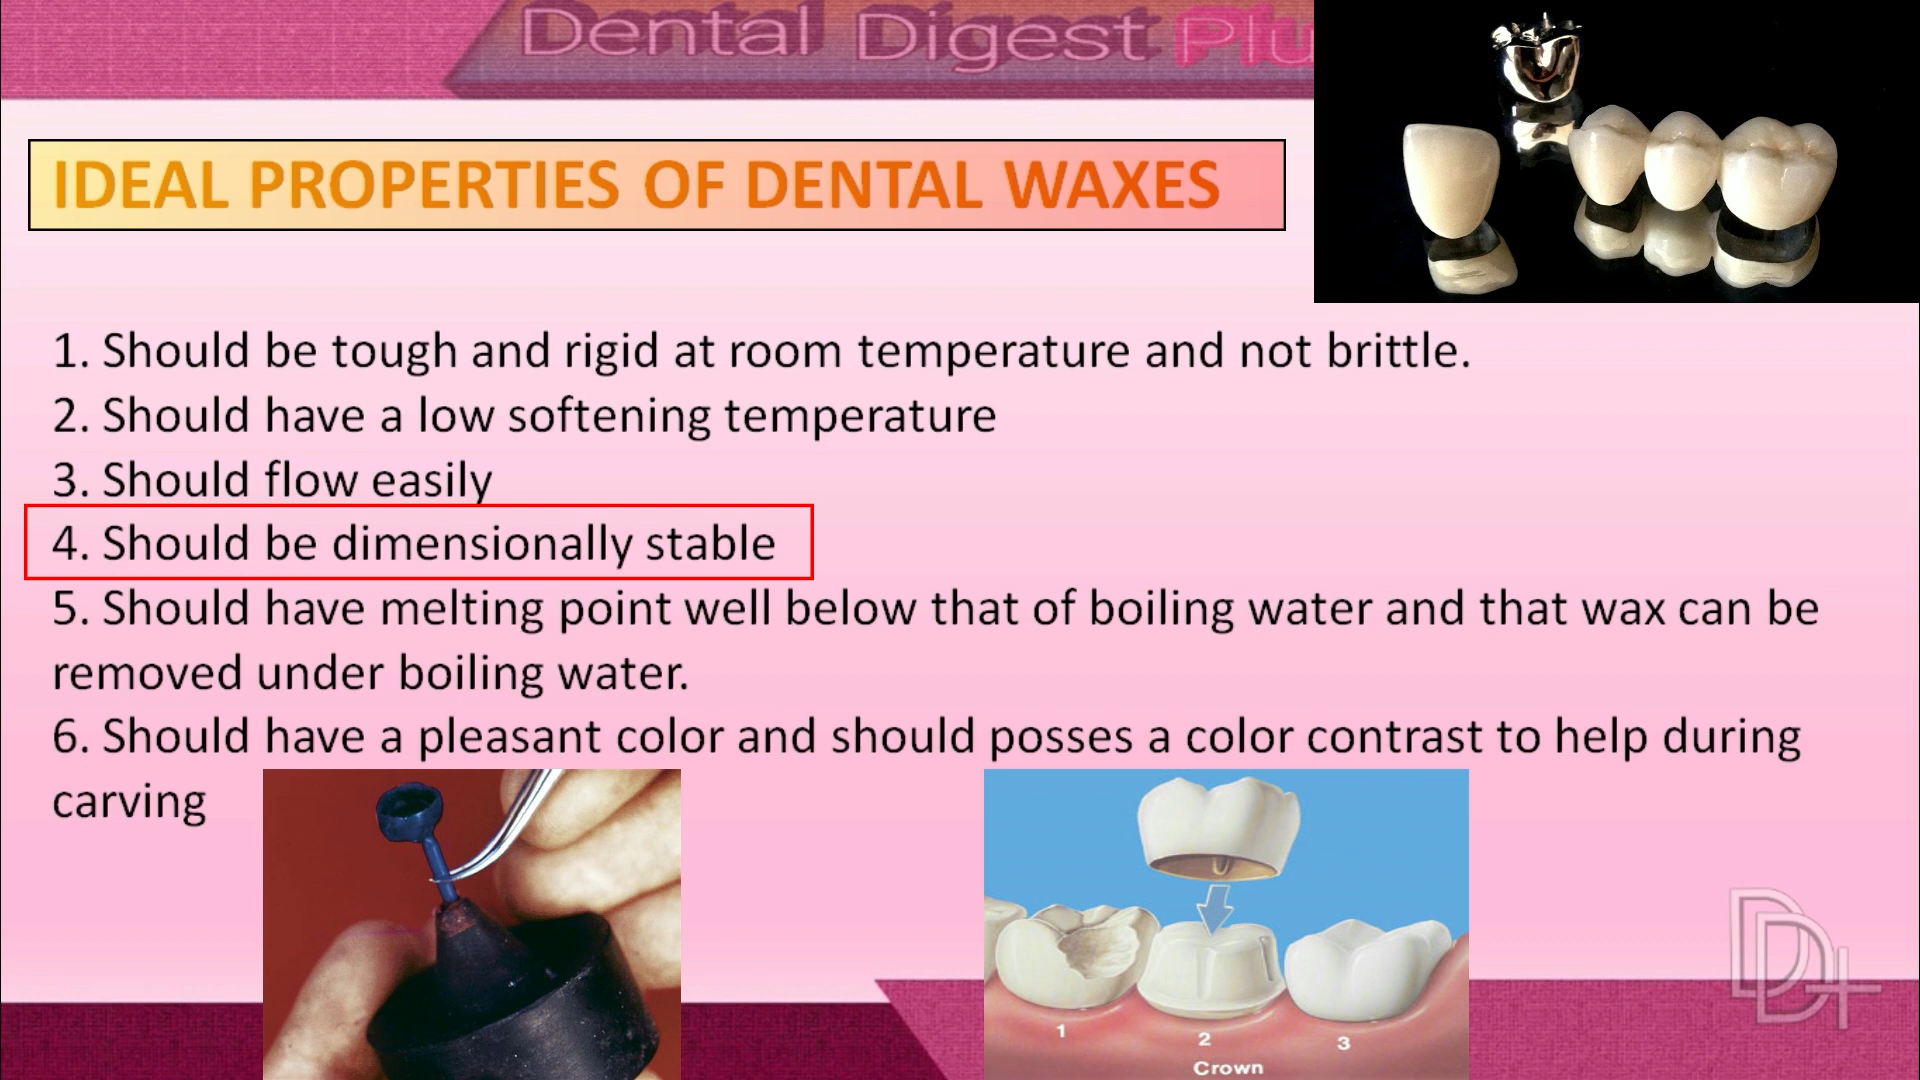 Dental Digest Plu
IDEAL PROPERTIES OF DENTAL WAXES
1. Should be tough and rigid at room temperature and not brittle.
2. Should have a low softening temperature
3. Should flow easily
4. Should be dimensionally stable
5. Should have melting point well below that of boiling water and that wax can be
removed under boiling water.
6. Should have a pleasant color and should posses a color contrast to help during
carving
1
2
3
Crown
DD+